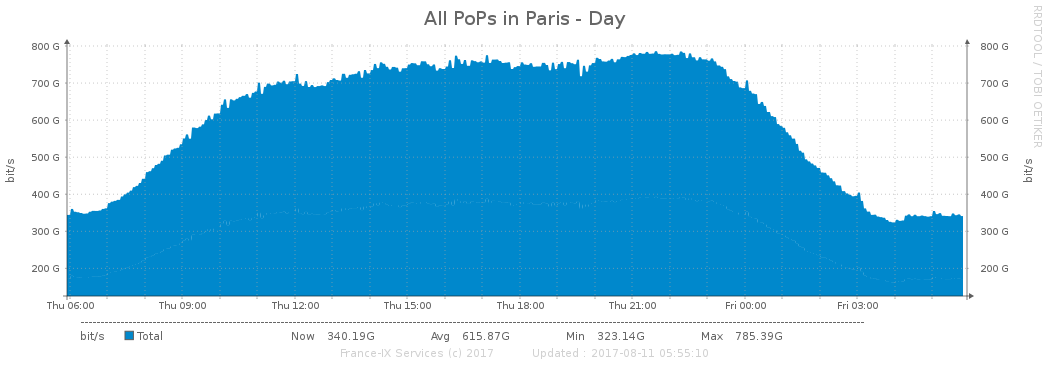 All PoPs in Paris - Day
RRDTOOL / TOBI OETIKER
bit/s
800 G
700 G
600 G
500 G
400 G
300 G
200 G
800 G
700 G
600 G
500 G
400 G
300 G
200 G
bit/s
Thu 06:00 Thu 09:00 Thu 12:00 Thu 15:00 Thu 18:00 Thu 21:00 Fri 00:00 Fri 03:00
bit/s Total Now 340.19G Avg 615.87G Min 323.14G Max 785.39G
France-IX Services (c) 2017 Updated : 2017-08-11 05:55:10